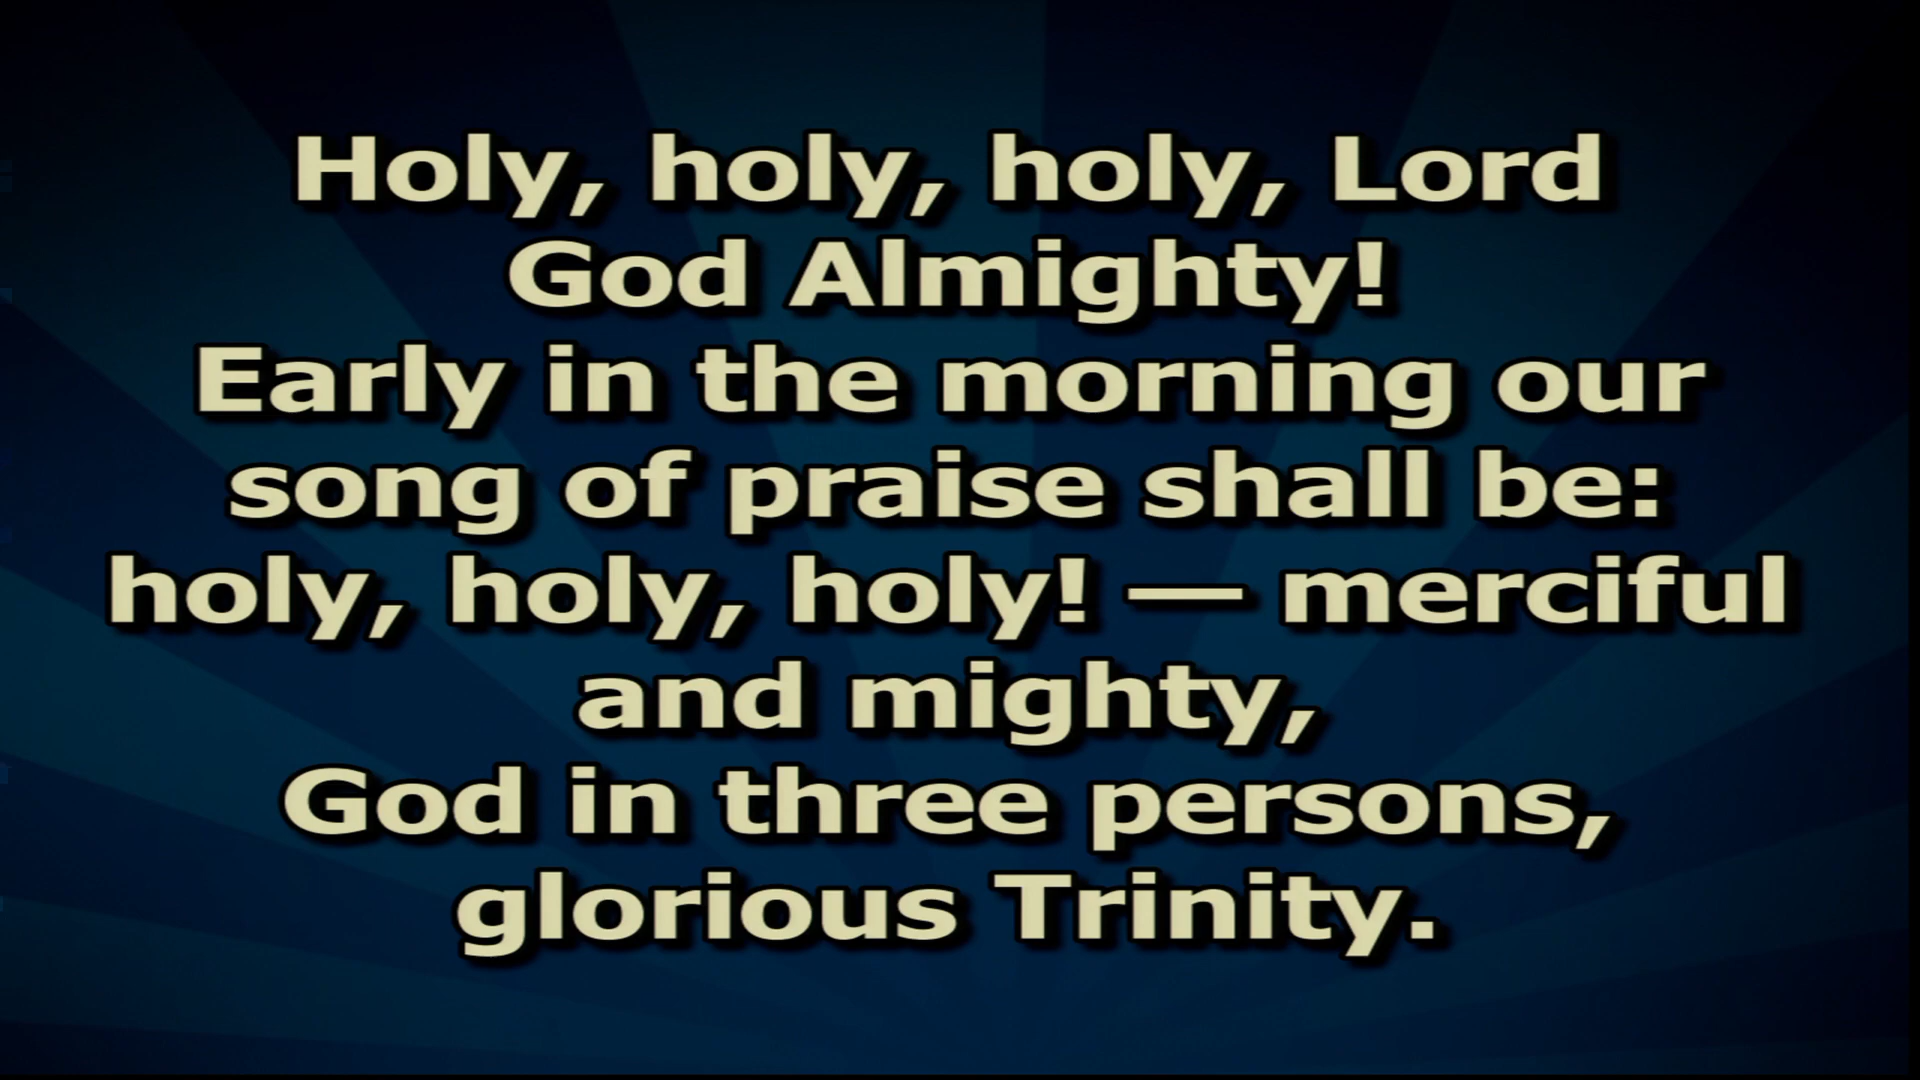 Holy, holy, holy, Lord
God Almighty!
Early in the morning our
song of praise shall be:
holy, holy, holy! — merciful
and mighty,
God in three persons,
glorious Trinity.